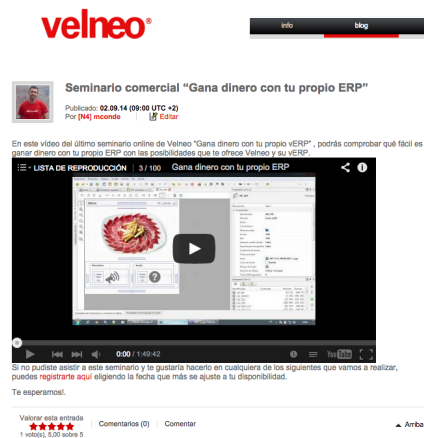 velneo®
info blog
Seminario comercial “Gana dinero con tu propio ERP”
Publicado: 02.09.14 (09:00 UTC +2)
Por [N4] mconde Editar
En este vídeo del último seminario online de Velneo "Gana dinero con tu propio vERP" , podrás comprobar qué fácil es
ganar dinero con tu propio ERP con las posibilidades que te ofrece Velneo y su vERP.
LISTA DE REPRODUCCIÓN 3 / 100 Gana dinero con tu propio ERP
0:00 / 1:49:42 YouTube
Si no pudiste asistir a este seminario y te gustaría hacerlo en cualquiera de los siguientes que vamos a realizar,
puedes registrarte aquí eligiendo la fecha que más se ajuste a tu disponibilidad.
Te esperamos!.
Valorar esta entrada
Comentarios (0) Comentar Arriba
1 voto(s), 5,00 sobre 5